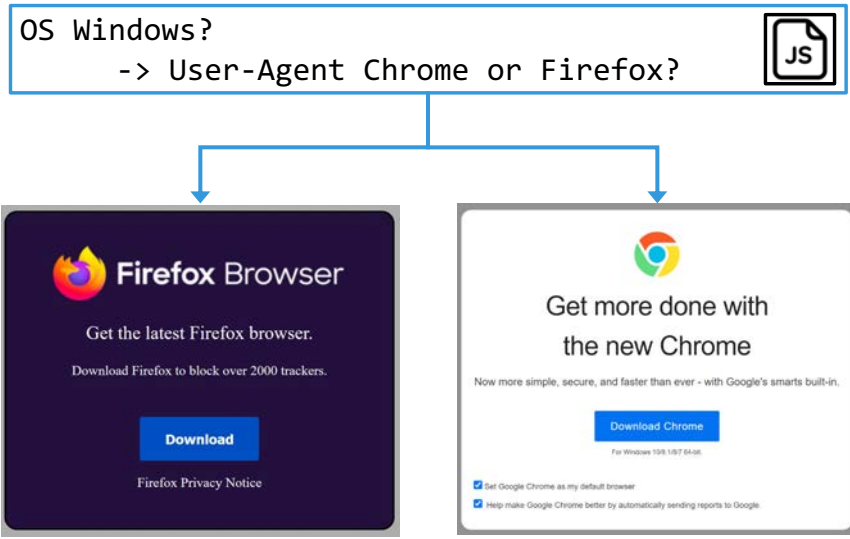 OS Windows?
-> User-Agent Chrome or Firefox?
JS
Firefox Browser
Get the latest Firefox browser.
Download Firefox to block over 2000 trackers.
Download
Firefox Privacy Notice
Get more done with
the new Chrome
Now more simple, secure, and faster than ever - with Google's smarts built-in.
Download Chrome
For Windows 10/8.1/8/7 64-bit.
Set Google Chrome as my default browser
Help make Google Chrome better by automatically sending reports to Google.